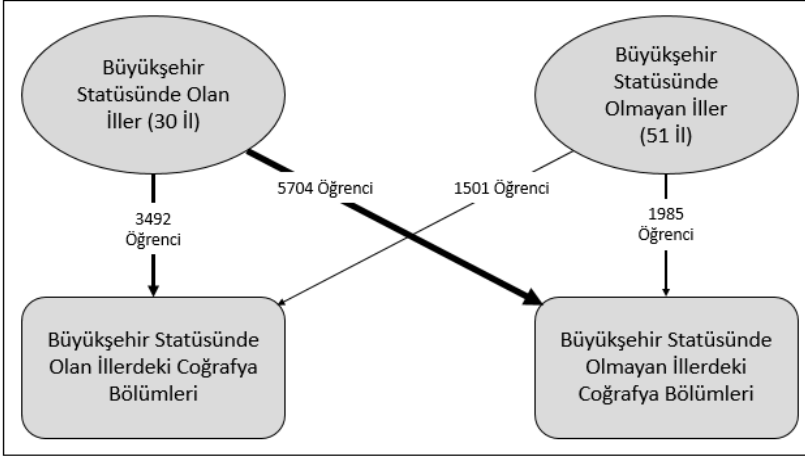 Büyükşehir
Statüsünde Olan
İller (30 İl)
Büyükşehir
Statüsünde
Olmayan İller
(51 İl)
5704 Öğrenci
1501 Öğrenci
3492
Öğrenci
1985
Öğrenci
Büyükşehir Statüsünde
Olan İllerdeki Coğrafya
Bölümleri
Büyükşehir Statüsünde
Olmayan İllerdeki
Coğrafya Bölümleri